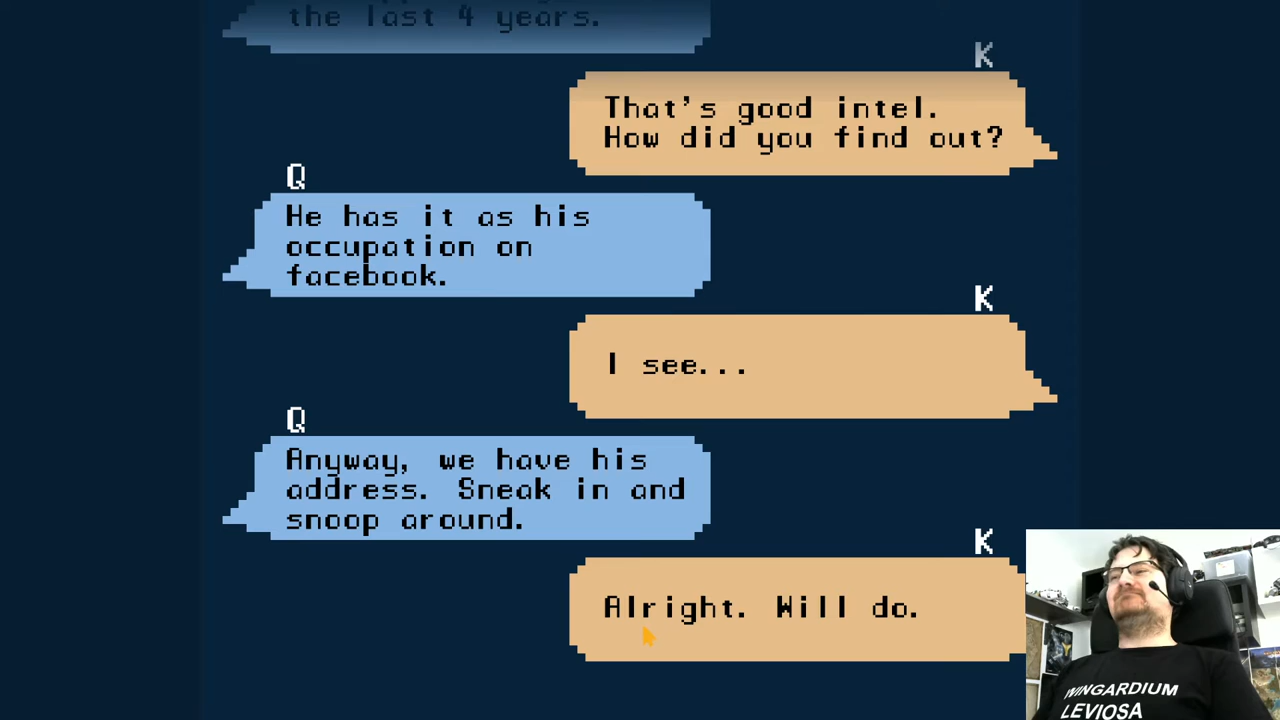 the last 4 years.
K
That's good intel.
How did you find out?
Q
He has it as his
occupation on
facebook.
K
I see...
Q
Anyway, we have his
address. Sneak in and
snoop around.
K
Alright. Will do.
WINGARDIUM
LEVIOSA